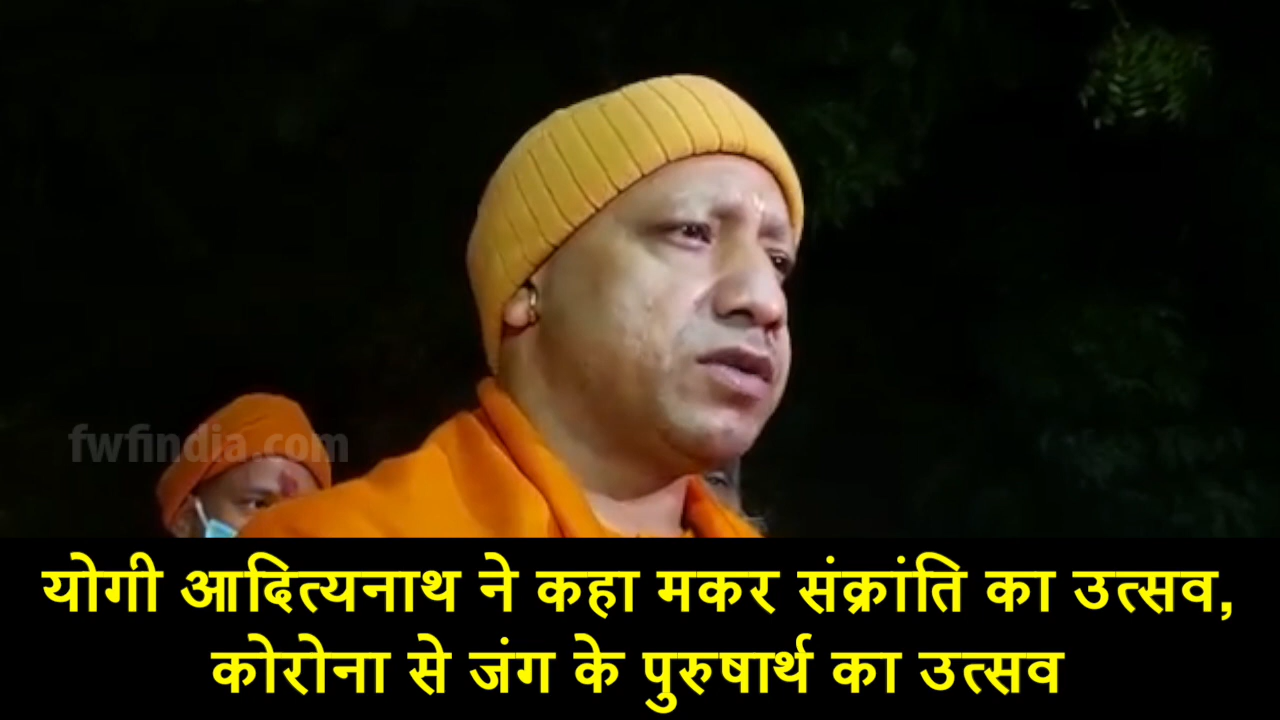 fwfindia.com
योगी आदित्यनाथ ने कहा मकर संक्रांति का उत्सव,
कोरोना से जंग के पुरुषार्थ का उत्सव